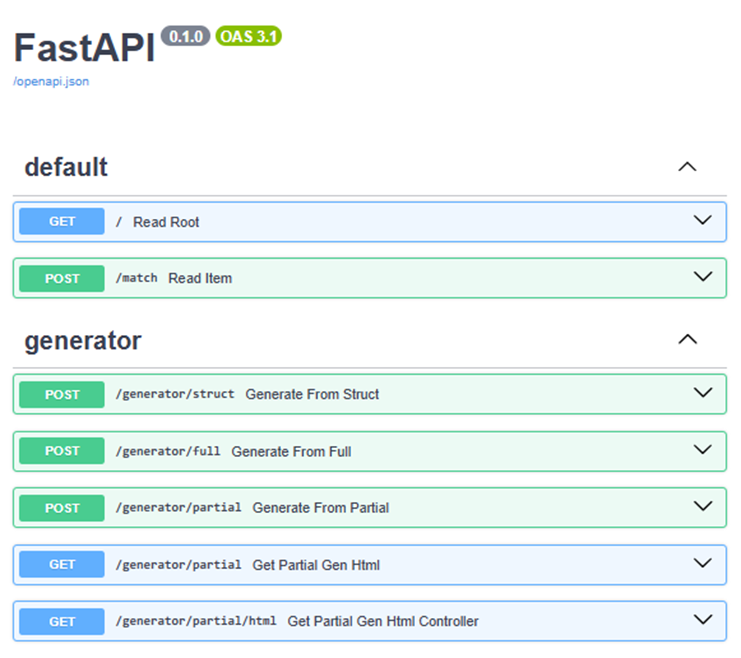 FastAPI 0.1.0 OAS 3.1
/openapi.json
default
GET / Read Root
POST /match Read Item
generator
POST /generator/struct Generate From Struct
POST /generator/full Generate From Full
POST /generator/partial Generate From Partial
GET /generator/partial Get Partial Gen Html
GET /generator/partial/html Get Partial Gen Html Controller